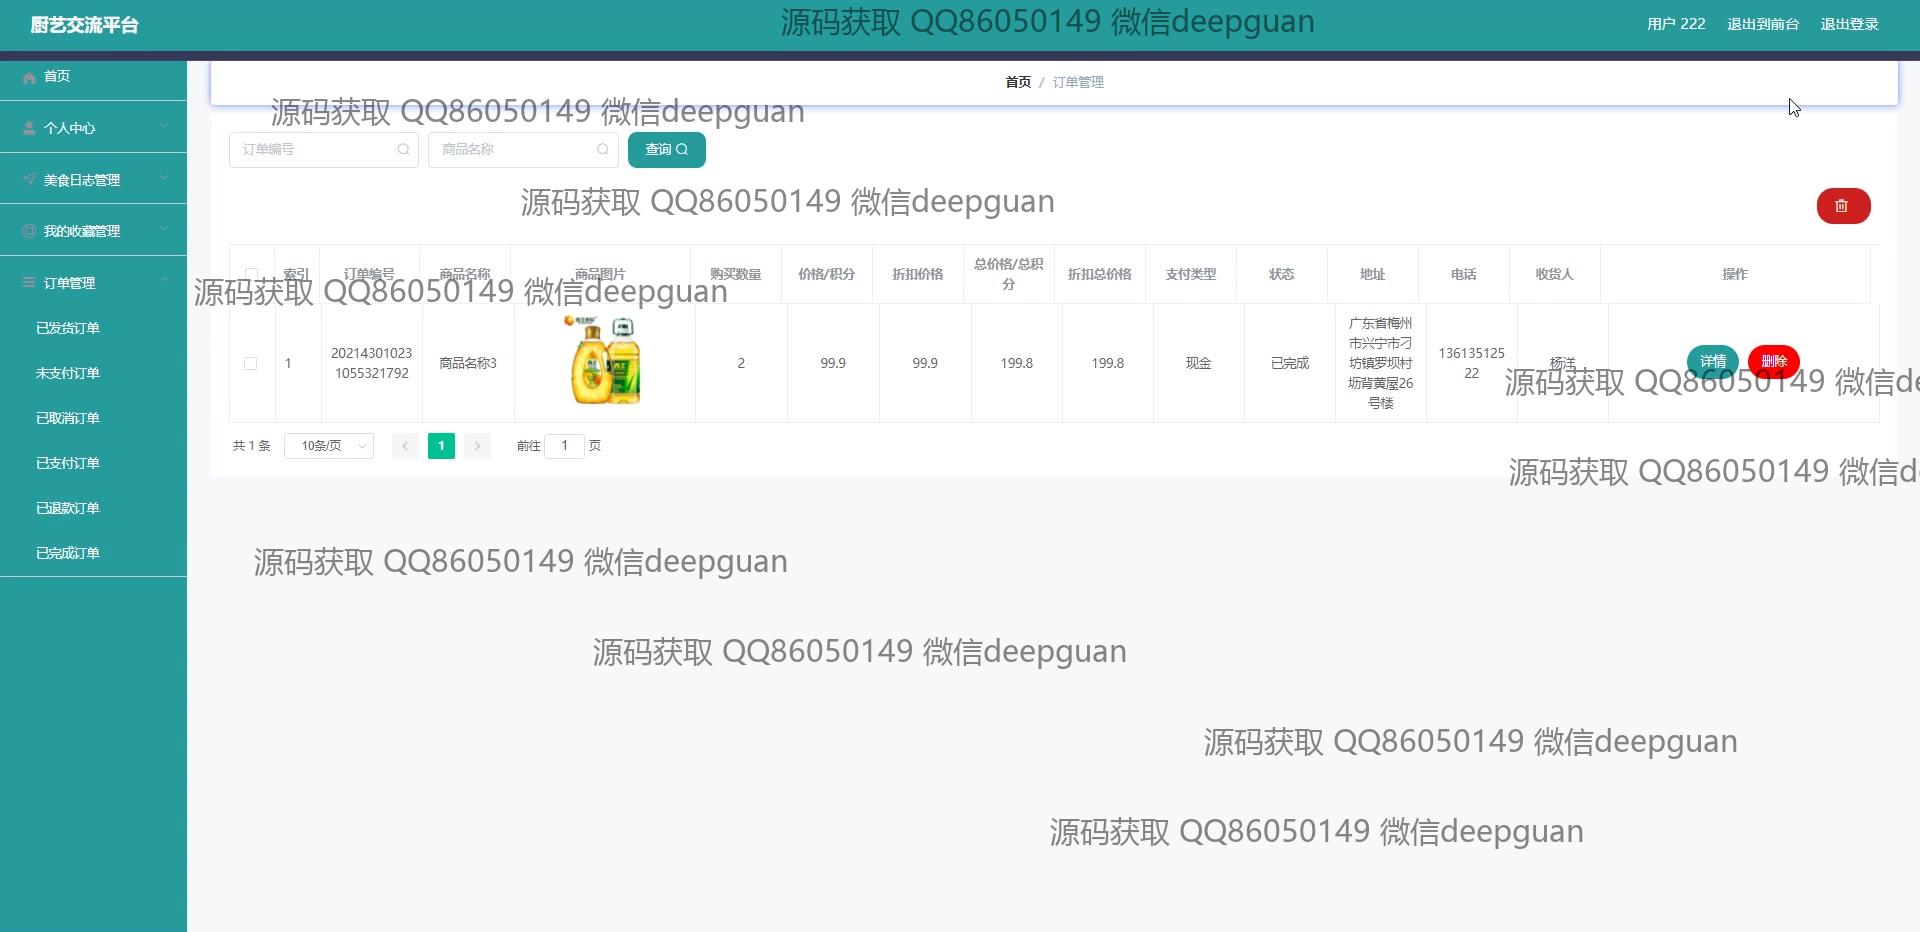 厨艺交流平台
源码获取 QQ86050149 微信deepguan
用户 222
退出到前台
退出登录
首页
个人中心
美食日志管理
我的收藏管理
订单管理
已发货订单
未支付订单
已取消订单
已支付订单
已退款订单
已完成订单
首页 / 订单管理
源码获取 QQ86050149 微信deepguan
订单编号
商品名称
查询
源码获取 QQ86050149 微信deepguan
索引
订单编号
商品名称
商品图片
购买数量
价格/积分
折扣价格
总价格/总积
分
折扣总价格
支付类型
状态
地址
电话
收货人
操作
源码获取 QQ86050149 微信deepguan
1
20214301023
1055321792
商品名称3
2
99.9
99.9
199.8
199.8
现金
已完成
广东省梅州
市兴宁市刁
坊镇罗坝村
坜背黄屋26
号楼
136135125
22
杨洋
详情
删除
源码获取 QQ86050149 微信de
共 1 条
10条/页
1
前往 1 页
源码获取 QQ86050149 微信de
源码获取 QQ86050149 微信deepguan
源码获取 QQ86050149 微信deepguan
源码获取 QQ86050149 微信deepguan
源码获取 QQ86050149 微信deepguan